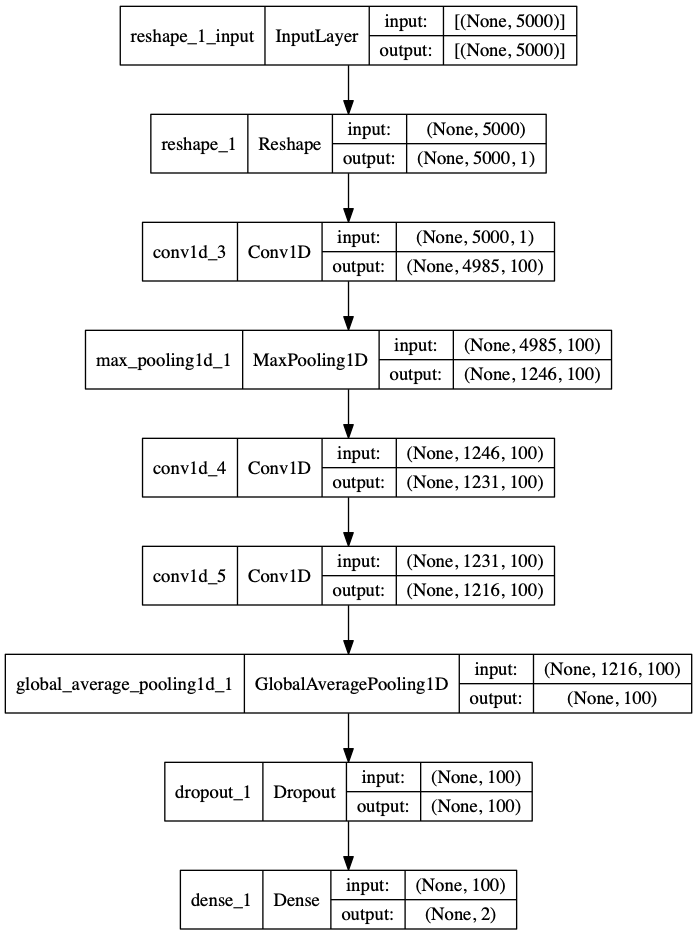 reshape_1_input InputLayer input: [(None, 5000)]
output: [(None, 5000)]
reshape_1 Reshape input: (None, 5000)
output: (None, 5000, 1)
conv1d_3 Conv1D input: (None, 5000, 1)
output: (None, 4985, 100)
max_pooling1d_1 MaxPooling1D input: (None, 4985, 100)
output: (None, 1246, 100)
conv1d_4 Conv1D input: (None, 1246, 100)
output: (None, 1231, 100)
conv1d_5 Conv1D input: (None, 1231, 100)
output: (None, 1216, 100)
global_average_pooling1d_1 GlobalAveragePooling1D input: (None, 1216, 100)
output: (None, 100)
dropout_1 Dropout input: (None, 100)
output: (None, 100)
dense_1 Dense input: (None, 100)
output: (None, 2)